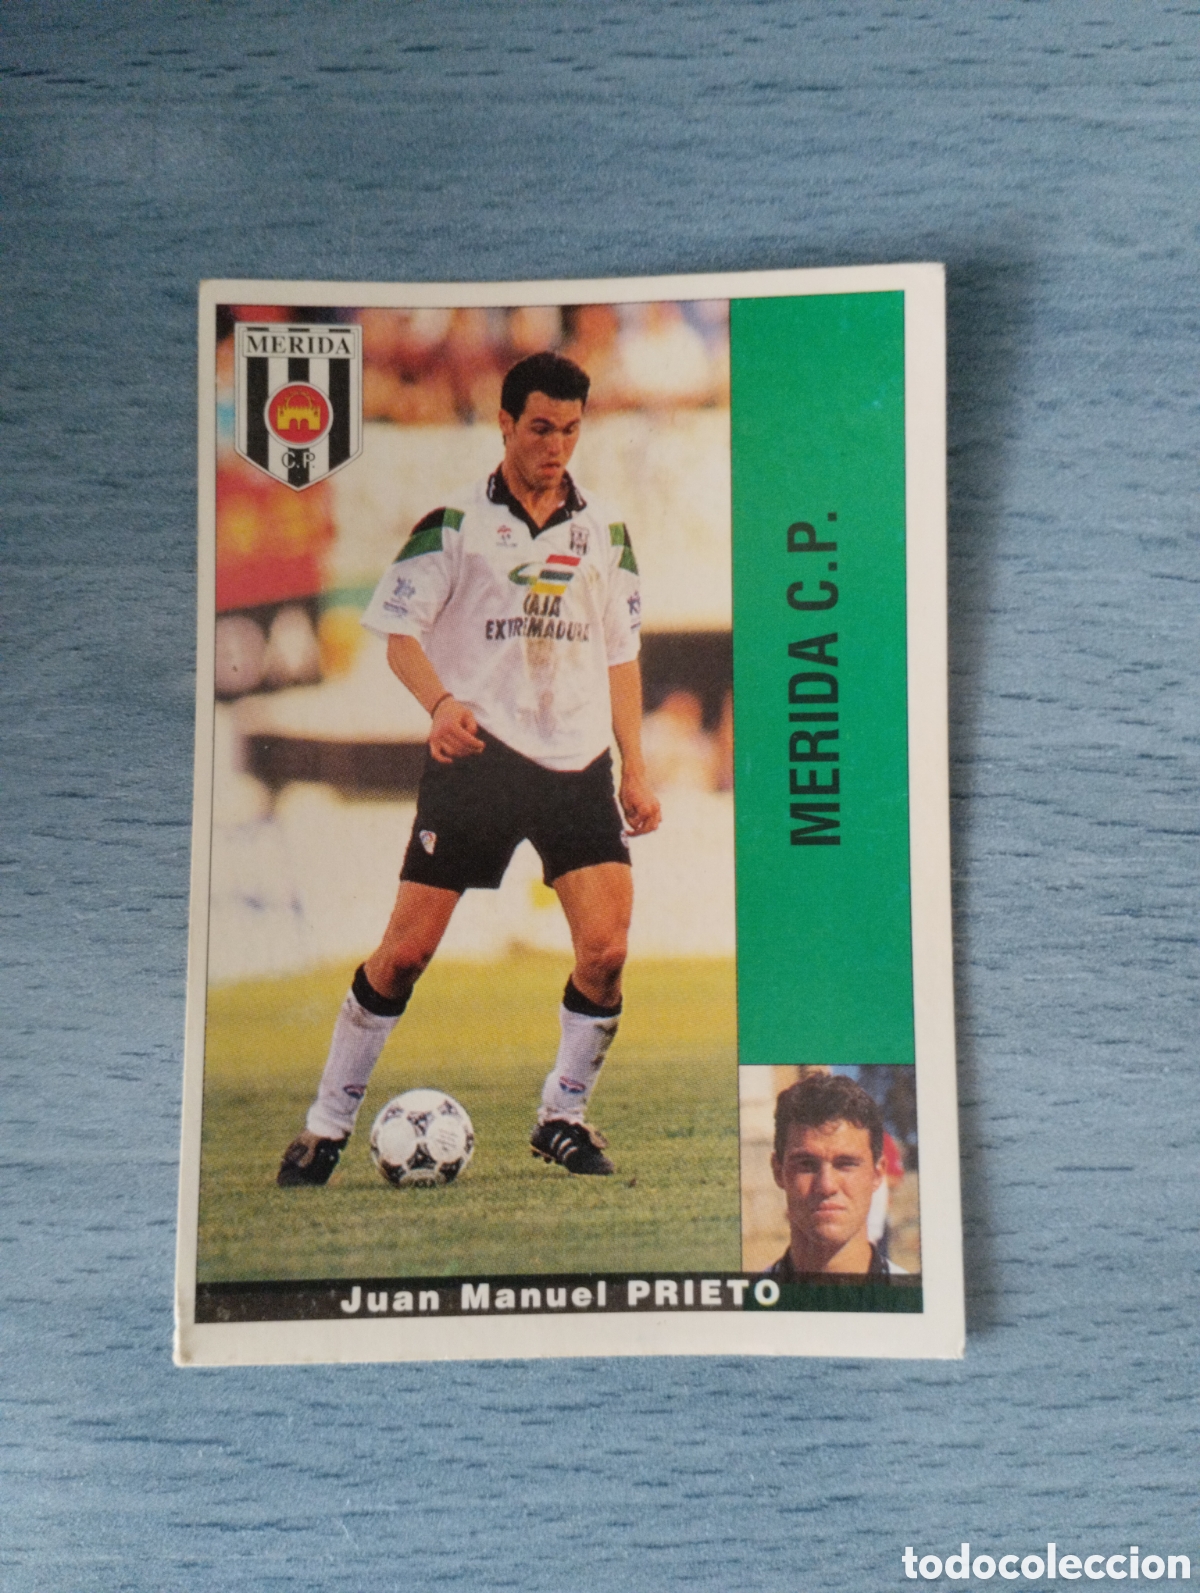 MERIDA
C.P.
CAJA
EXTREMADURA
MERIDA C.P.
Juan Manuel PRIETO
todocoleccion